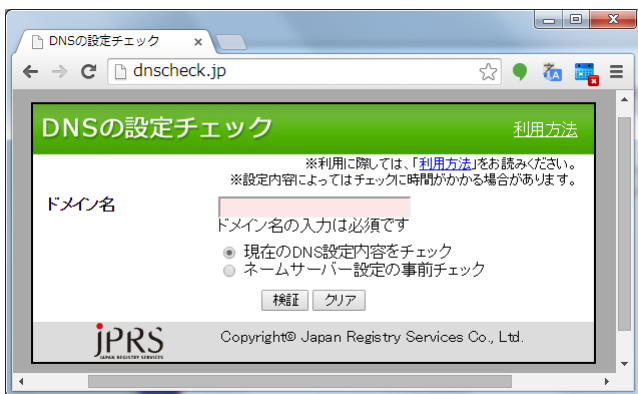 DNSの設定チェック
dnscheck.jp
DNSの設定チェック 利用方法
※利用に際しては、「利用方法」をお読みください。
※設定内容によってはチェックに時間がかかる場合があります。
ドメイン名
ドメイン名の入力は必須です
現在のDNS設定内容をチェック
ネームサーバー設定の事前チェック
検証 クリア
JPRS
JAPAN REGISTRY SERVICES
Copyright© Japan Registry Services Co., Ltd.